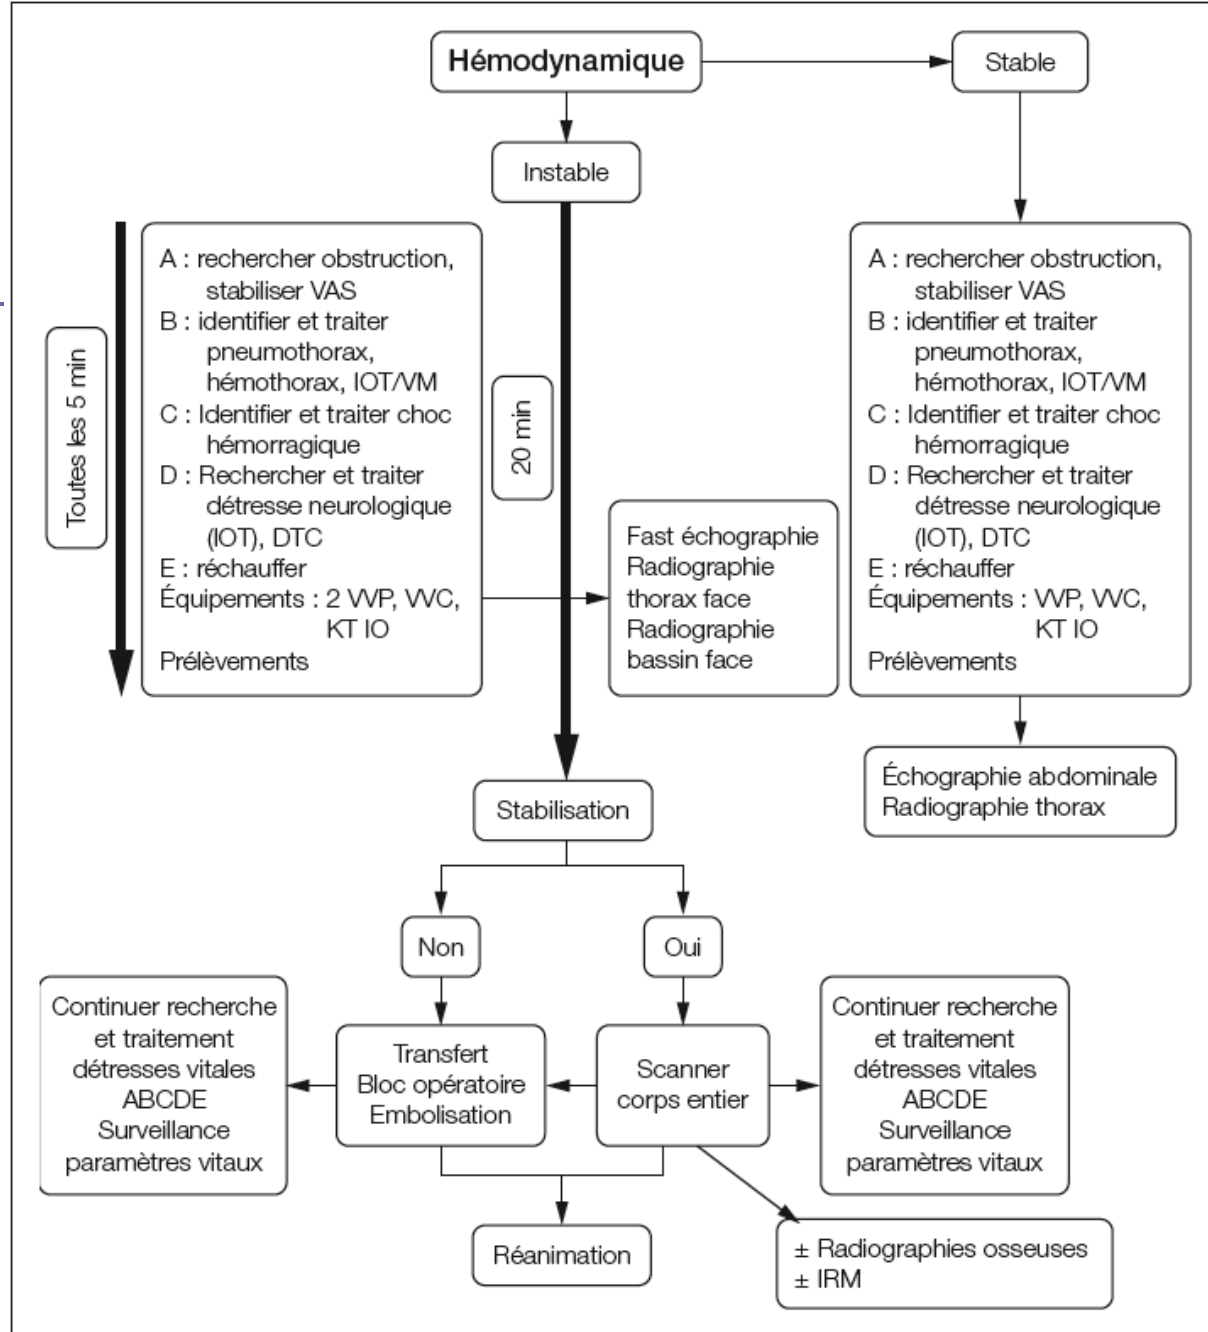 Hémodynamique
Stable
Instable
Toutes les 5 min
A : rechercher obstruction,
stabiliser VAS
B : identifier et traiter
pneumothorax,
hémothorax, IOT/VM
C : Identifier et traiter choc
hémorragique
D : Rechercher et traiter
détresse neurologique
(IOT), DTC
E : réchauffer
Équipements : 2 VVP, VVC,
KT IO
Prélèvements
20 min
Fast échographie
Radiographie
thorax face
Radiographie
bassin face
A : rechercher obstruction,
stabiliser VAS
B : identifier et traiter
pneumothorax,
hémothorax, IOT/VM
C : Identifier et traiter choc
hémorragique
D : Rechercher et traiter
détresse neurologique
(IOT), DTC
E : réchauffer
Équipements : VVP, VVC,
KT IO
Prélèvements
Échographie abdominale
Radiographie thorax
Stabilisation
Non
Oui
Continuer recherche
et traitement
détresses vitales
ABCDE
Surveillance
paramètres vitaux
Transfert
Bloc opératoire
Embolisation
Scanner
corps entier
Continuer recherche
et traitement
détresses vitales
ABCDE
Surveillance
paramètres vitaux
Réanimation
± Radiographies osseuses
± IRM